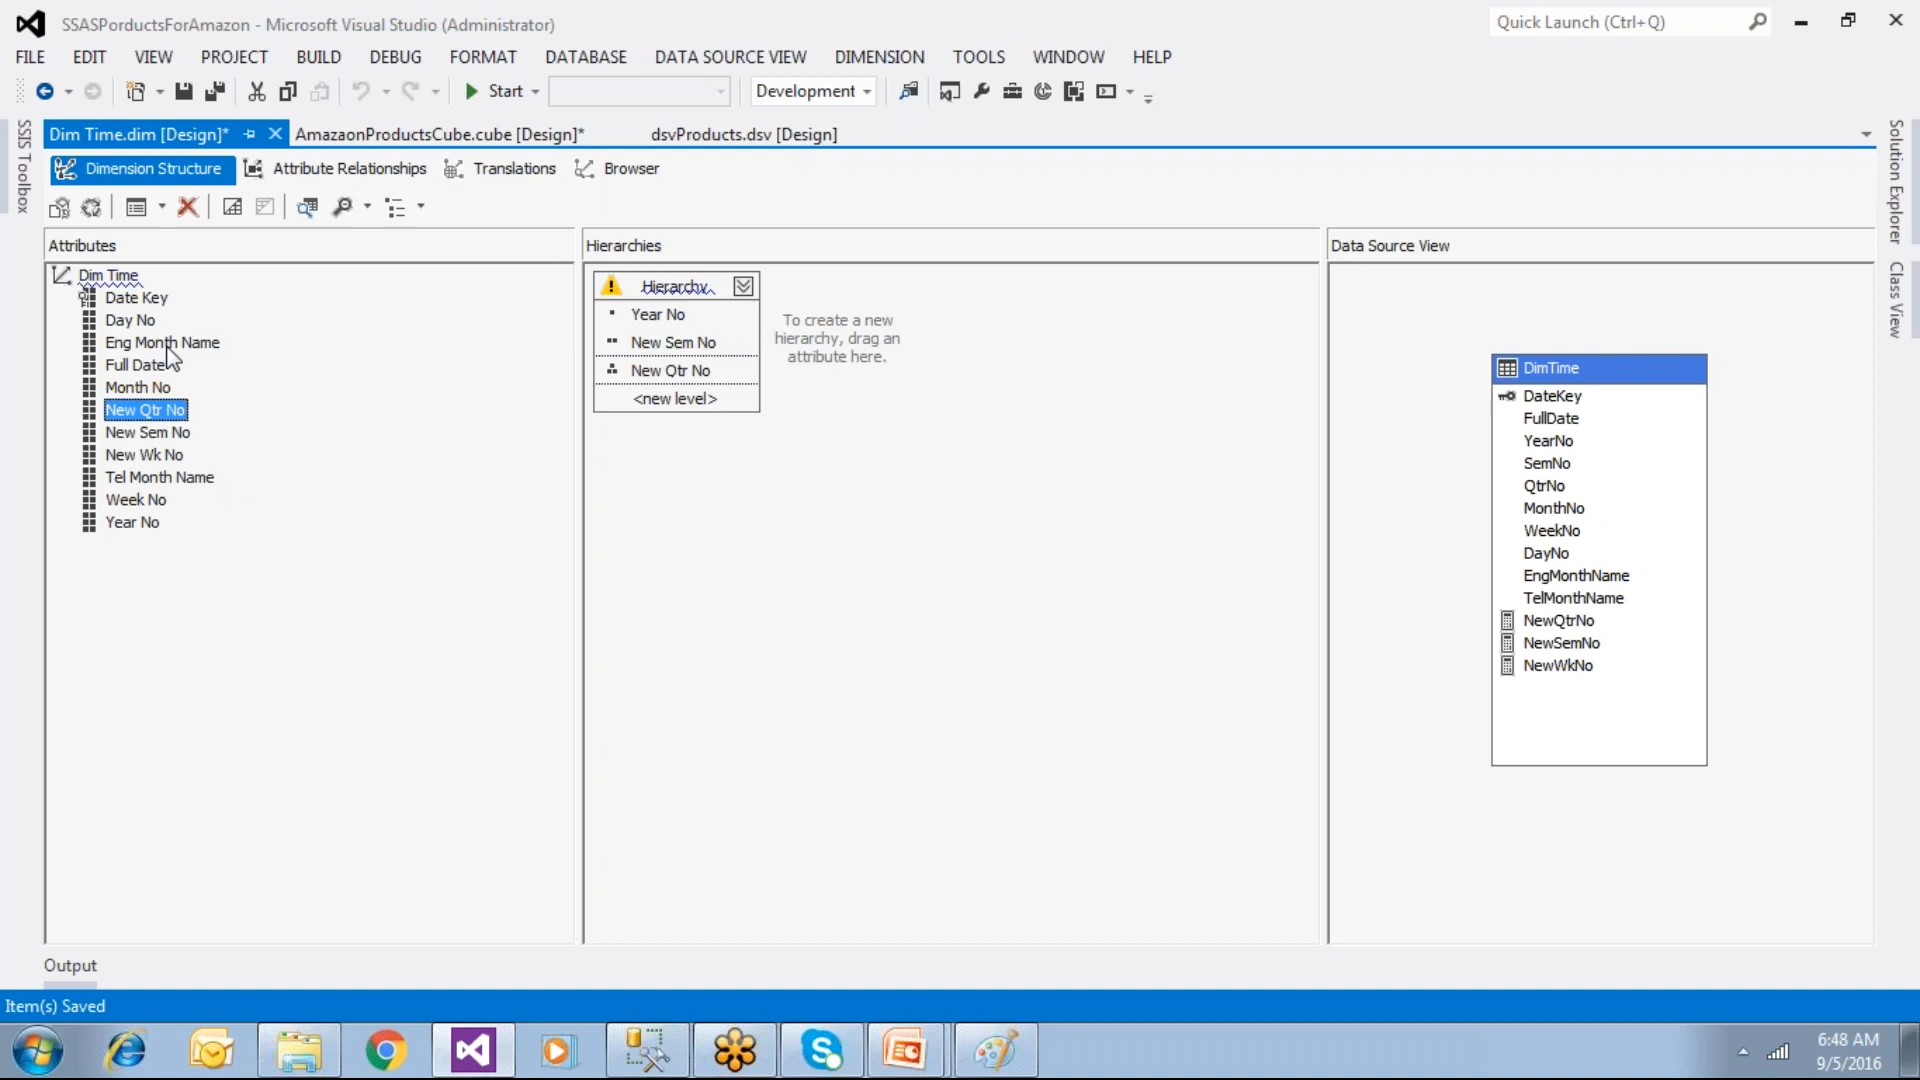 SSASPorductsForAmazon - Microsoft Visual Studio (Administrator)
Quick Launch (Ctrl+Q)
FILE EDIT VIEW PROJECT BUILD DEBUG FORMAT DATABASE DATA SOURCE VIEW DIMENSION TOOLS WINDOW HELP
Start Development
SSIS Toolbox
Dim Time.dim [Design]* AmazaonProductsCube.cube [Design]* dsvProducts.dsv [Design]
Solution Explorer
Class View
Dimension Structure Attribute Relationships Translations Browser
Attributes
Dim Time
Date Key
Day No
Eng Month Name
Full Date
Month No
New Qtr No
New Sem No
New Wk No
Tel Month Name
Week No
Year No
Hierarchies
Hierarchy
Year No
New Sem No
New Qtr No
<new level>
To create a new
hierarchy, drag an
attribute here.
Data Source View
DimTime
DateKey
FullDate
YearNo
SemNo
QtrNo
MonthNo
WeekNo
DayNo
EngMonthName
TelMonthName
NewQtrNo
NewSemNo
NewWkNo
Output
Item(s) Saved
6:48 AM
9/5/2016